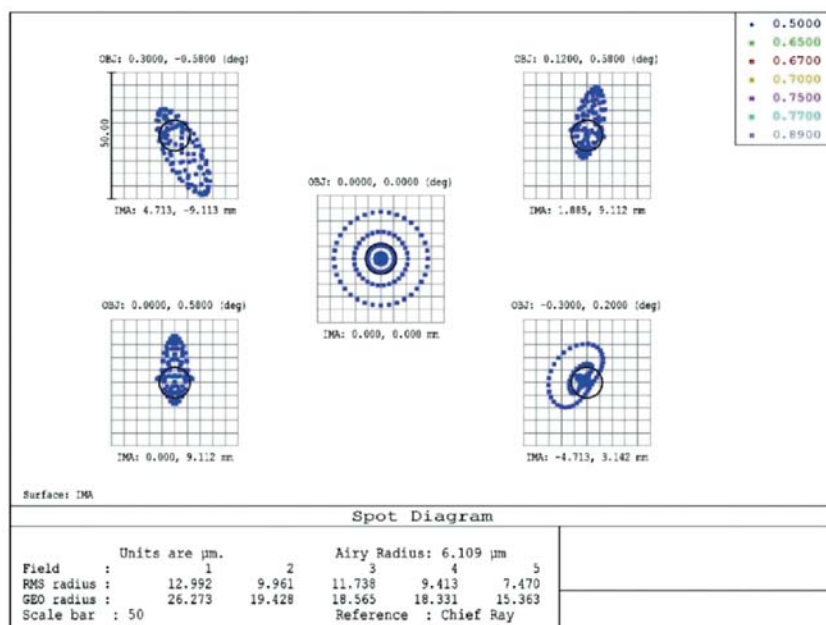 0.5000
0.6500
0.6700
0.7000
0.7500
0.7700
0.8900
OBJ: 0.3000, -0.5800 (deg)
50.00
IMA: 4.713, -9.113 mm
OBJ: 0.1200, 0.5800 (deg)
IMA: 1.885, 9.112 mm
OBJ: 0.0000, 0.0000 (deg)
IMA: 0.000, 0.000 mm
OBJ: 0.0000, 0.5800 (deg)
IMA: 0.000, 9.112 mm
OBJ: -0.3000, 0.2000 (deg)
IMA: -4.713, 3.142 mm
Surface: IMA
Spot Diagram
Units are µm. Airy Radius: 6.109 µm
Field : 1 2 3 4 5
RMS radius : 12.992 9.961 11.738 9.413 7.470
GEO radius : 26.273 19.428 18.565 18.331 15.363
Scale bar : 50 Reference : Chief Ray